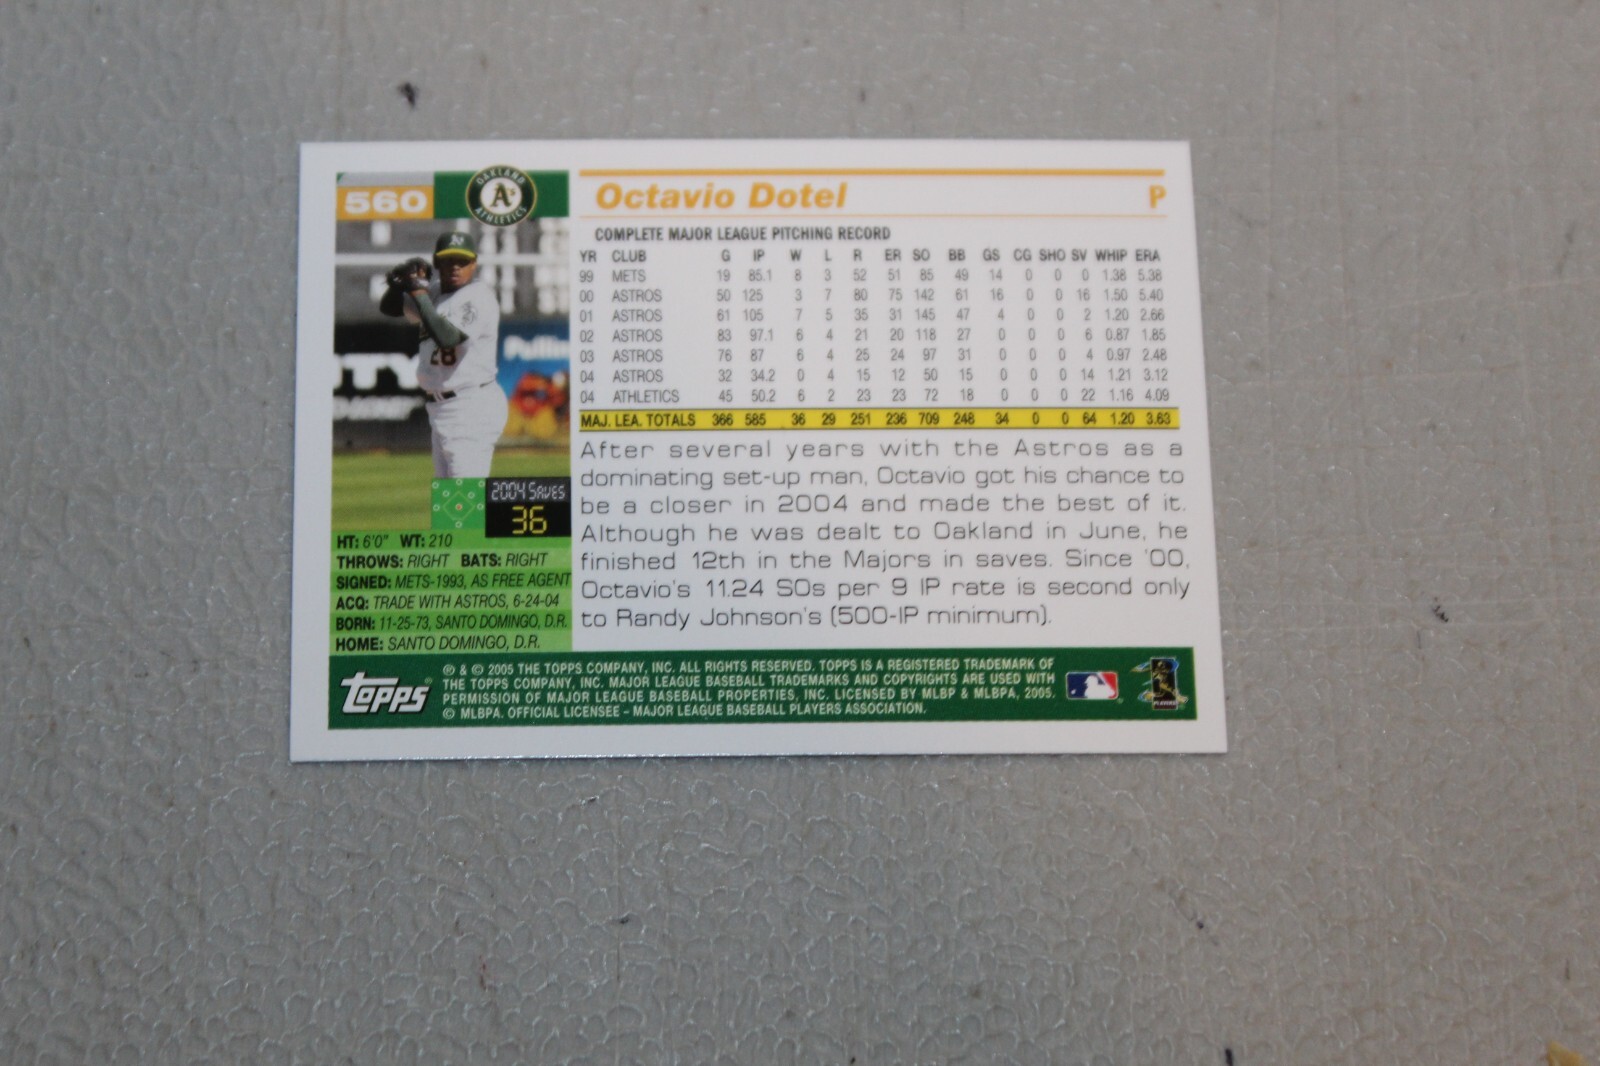 560
OAKLAND
A's
ATHLETICS
28
2004 SAVES
36
HT: 6'0" WT: 210
THROWS: RIGHT BATS: RIGHT
SIGNED: METS-1993, AS FREE AGENT
ACQ: TRADE WITH ASTROS, 6-24-04
BORN: 11-25-73, SANTO DOMINGO, D.R.
HOME: SANTO DOMINGO, D.R.
Octavio Dotel P
COMPLETE MAJOR LEAGUE PITCHING RECORD
YR CLUB G IP W L R ER SO BB GS CG SHO SV WHIP ERA
99 METS 19 85.1 8 3 52 51 85 49 14 0 0 0 1.38 5.38
00 ASTROS 50 125 3 7 80 75 142 61 16 0 0 16 1.50 5.40
01 ASTROS 61 105 7 5 35 31 145 47 4 0 0 2 1.20 2.66
02 ASTROS 83 97.1 6 4 21 20 118 27 0 0 0 6 0.87 1.85
03 ASTROS 76 87 6 4 25 24 97 31 0 0 0 4 0.97 2.48
04 ASTROS 32 34.2 0 4 15 12 50 15 0 0 0 14 1.21 3.12
04 ATHLETICS 45 50.2 6 2 23 23 72 18 0 0 0 22 1.16 4.09
MAJ. LEA. TOTALS 366 585 36 29 251 236 709 248 34 0 0 64 1.20 3.63
After several years with the Astros as a
dominating set-up man, Octavio got his chance to
be a closer in 2004 and made the best of it.
Although he was dealt to Oakland in June, he
finished 12th in the Majors in saves. Since '00,
Octavio's 11.24 SOs per 9 IP rate is second only
to Randy Johnson's (500-IP minimum).
topps®
® & © 2005 THE TOPPS COMPANY, INC. ALL RIGHTS RESERVED. TOPPS IS A REGISTERED TRADEMARK OF
THE TOPPS COMPANY, INC. MAJOR LEAGUE BASEBALL TRADEMARKS AND COPYRIGHTS ARE USED WITH
PERMISSION OF MAJOR LEAGUE BASEBALL PROPERTIES, INC. LICENSED BY MLBP & MLBPA, 2005.
© MLBPA. OFFICIAL LICENSEE – MAJOR LEAGUE BASEBALL PLAYERS ASSOCIATION.